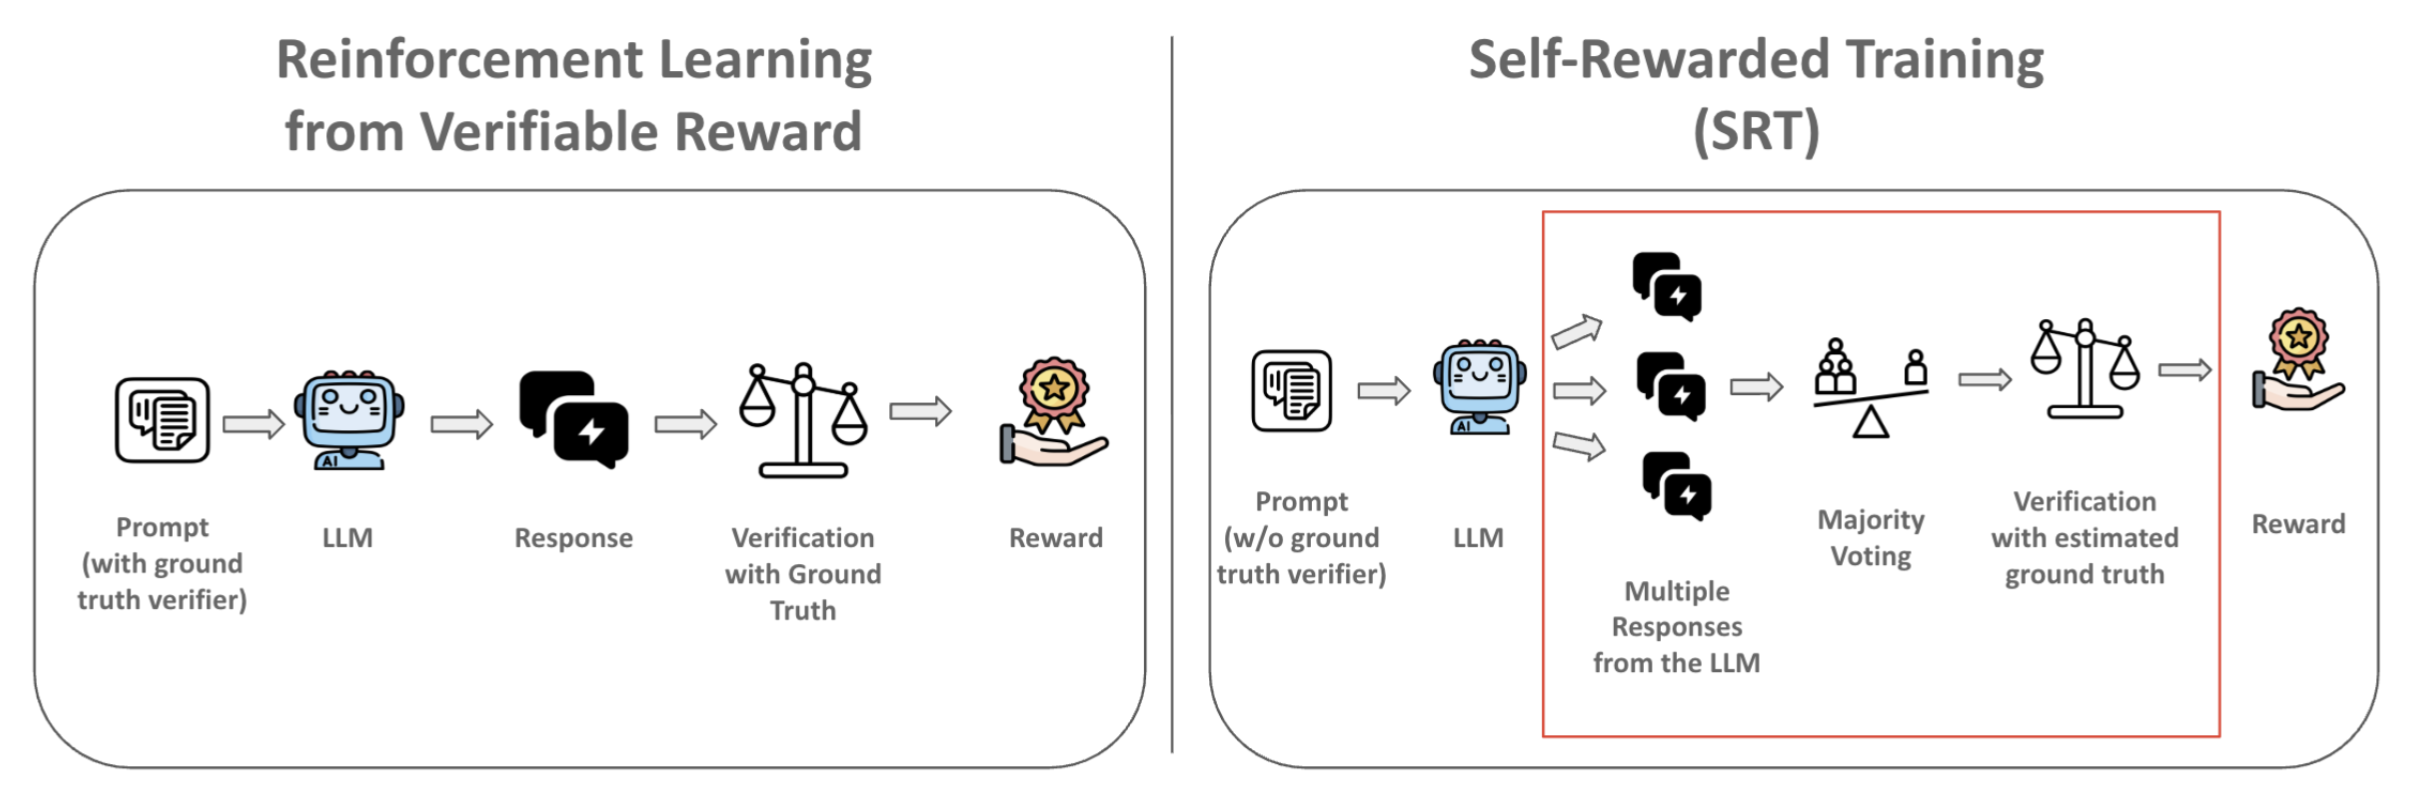 Reinforcement Learning
from Verifiable Reward
Prompt
(with ground
truth verifier)
AI
LLM
Response
Verification
with Ground
Truth
Reward
Self-Rewarded Training
(SRT)
Prompt
(w/o ground
truth verifier)
AI
LLM
Multiple
Responses
from the LLM
Majority
Voting
Verification
with estimated
ground truth
Reward